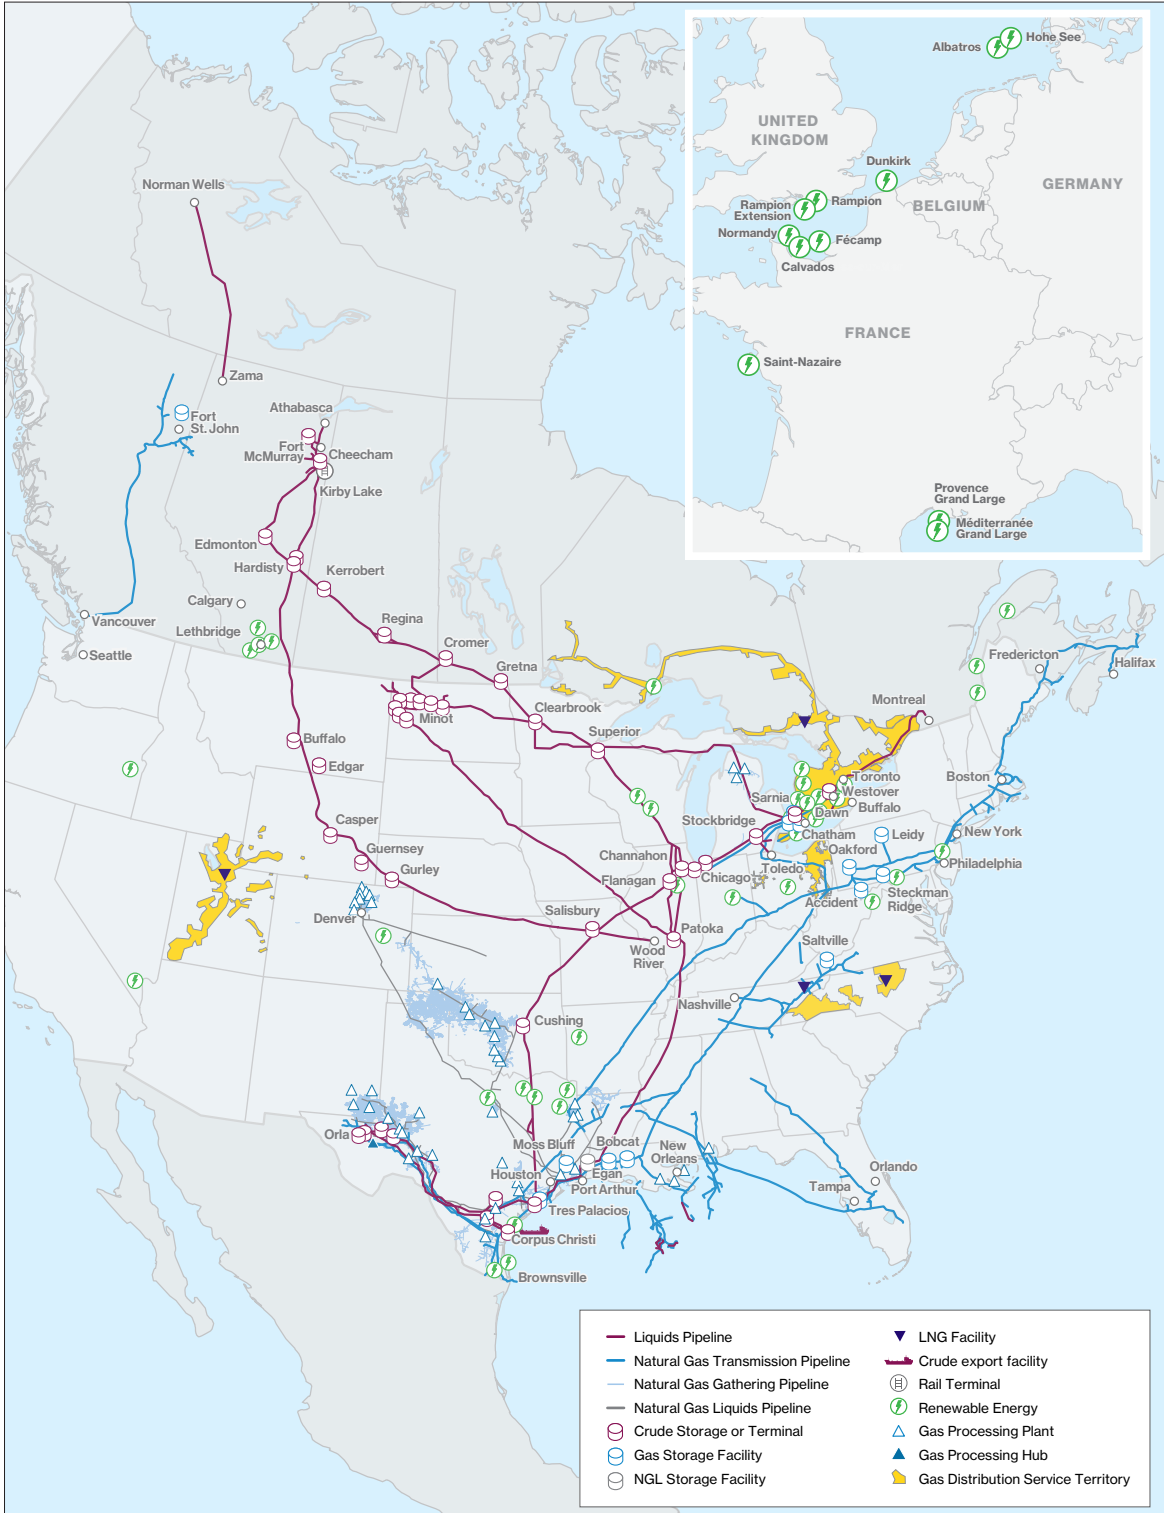 Hohe See
Albatros
UNITED
KINGDOM
Dunkirk
GERMANY
Rampion
Rampion
Extension
BELGIUM
Normandy
Fécamp
Calvados
FRANCE
Saint-Nazaire
Provence
Grand Large
Méditerranée
Grand Large
Norman Wells
Zama
Athabasca
Fort
St. John
Fort
McMurray
Cheecham
Kirby Lake
Edmonton
Hardisty
Kerrobert
Calgary
Vancouver
Lethbridge
Regina
Seattle
Cromer
Gretna
Fredericton
Halifax
Montreal
Minot
Clearbrook
Superior
Buffalo
Edgar
Toronto
Boston
Westover
Sarnia
Buffalo
Dawn
Casper
Stockbridge
Chatham
Leidy
New York
Oakford
Guernsey
Channahon
Philadelphia
Gurley
Flanagan
Chicago
Toledo
Steckman
Ridge
Accident
Denver
Salisbury
Patoka
Wood
River
Saltville
Nashville
Cushing
Orla
Moss Bluff
Bobcat
New
Orleans
Houston
Egan
Port Arthur
Orlando
Tampa
Tres Palacios
Corpus Christi
Brownsville
Liquids Pipeline
Natural Gas Transmission Pipeline
Natural Gas Gathering Pipeline
Natural Gas Liquids Pipeline
Crude Storage or Terminal
Gas Storage Facility
NGL Storage Facility
LNG Facility
Crude export facility
Rail Terminal
Renewable Energy
Gas Processing Plant
Gas Processing Hub
Gas Distribution Service Territory